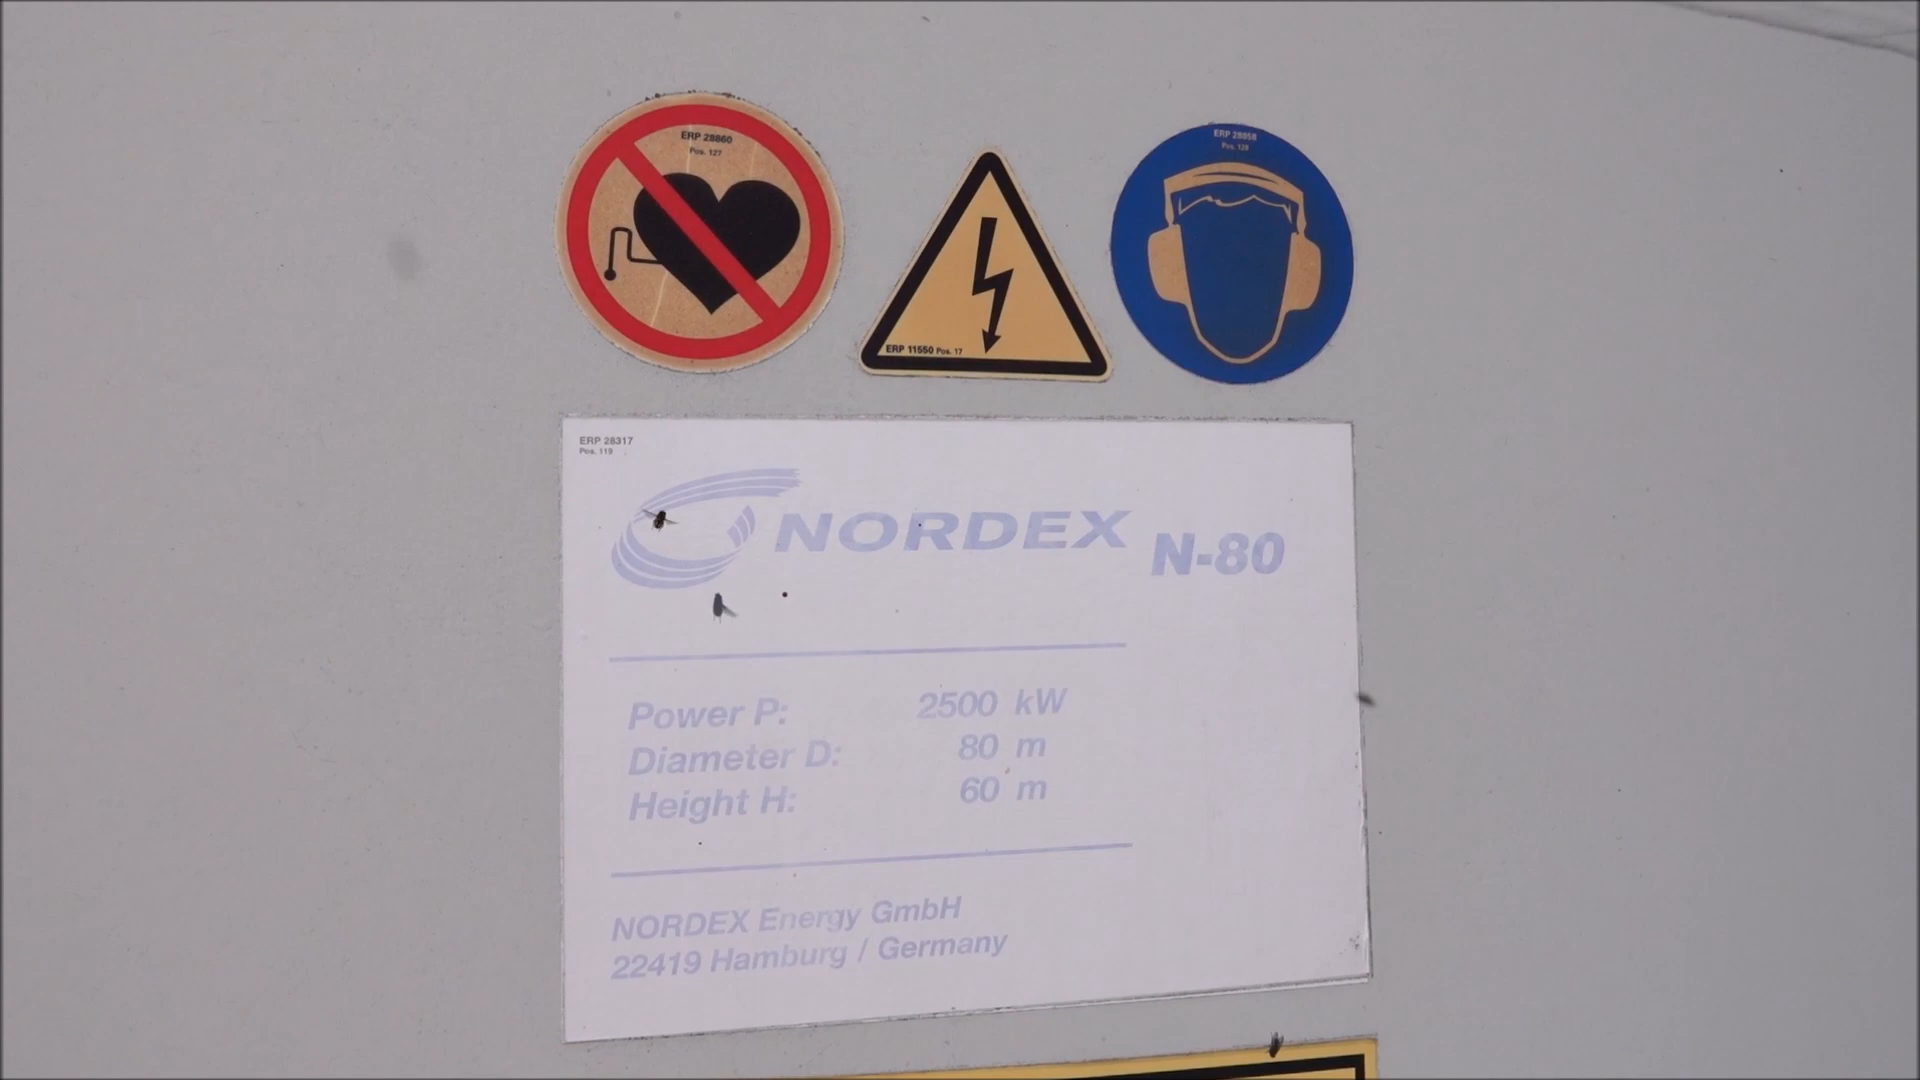 ERP 28860
Pos. 127
ERP 11550 Pos. 17
ERP 28858
Pos. 128
ERP 28317
Pos. 119
NORDEX N-80
Power P: 2500 kW
Diameter D: 80 m
Height H: 60 m
NORDEX Energy GmbH
22419 Hamburg / Germany